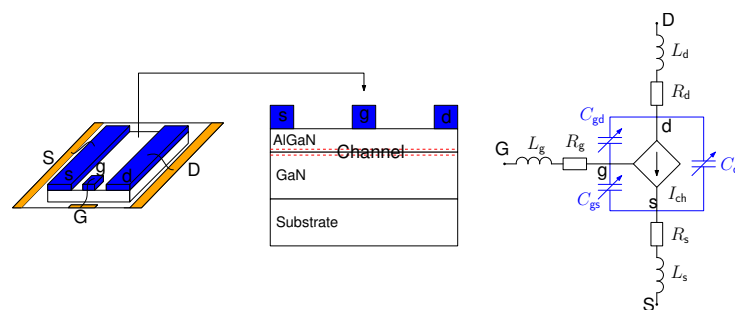 S
s
g
d
D
G
s
g
d
AlGaN
Channel
GaN
Substrate
D
L_d
R_d
C_gd
d
G
L_g
R_g
g
C_gs
I_ch
s
R_s
L_s
S